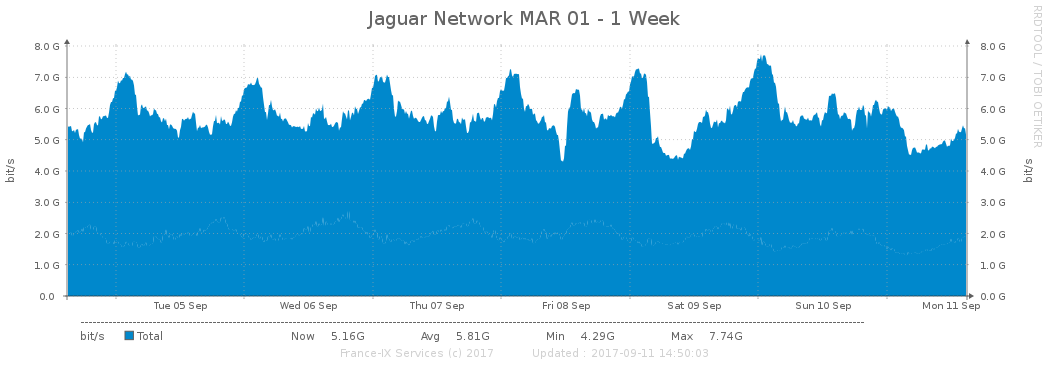 Jaguar Network MAR 01 - 1 Week
RRDTOOL / TOBI OETIKER
bit/s
8.0 G 8.0 G
7.0 G 7.0 G
6.0 G 6.0 G
5.0 G 5.0 G
4.0 G 4.0 G
3.0 G 3.0 G
2.0 G 2.0 G
1.0 G 1.0 G
0.0 0.0 G
bit/s
Tue 05 Sep Wed 06 Sep Thu 07 Sep Fri 08 Sep Sat 09 Sep Sun 10 Sep Mon 11 Sep
bit/s Total Now 5.16G Avg 5.81G Min 4.29G Max 7.74G
France-IX Services (c) 2017 Updated : 2017-09-11 14:50:03